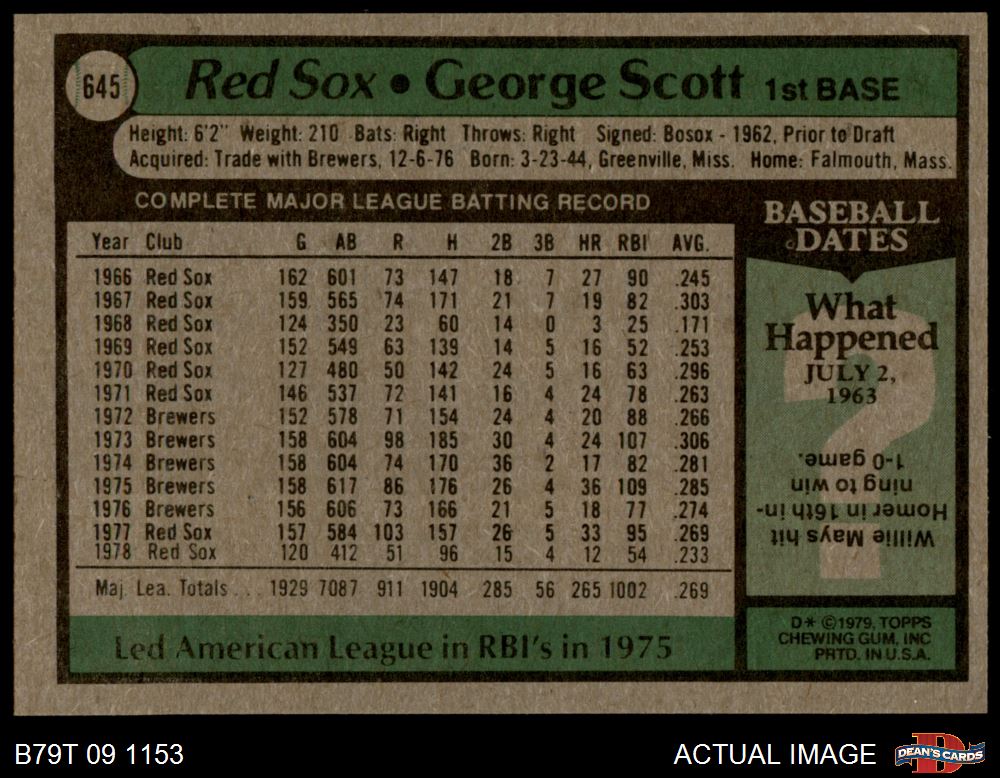 645
Red Sox • George Scott 1st BASE
Height: 6'2" Weight: 210 Bats: Right Throws: Right Signed: Bosox - 1962, Prior to Draft
Acquired: Trade with Brewers, 12-6-76 Born: 3-23-44, Greenville, Miss. Home: Falmouth, Mass.
COMPLETE MAJOR LEAGUE BATTING RECORD
Year Club G AB R H 2B 3B HR RBI AVG.
1966 Red Sox 162 601 73 147 18 7 27 90 .245
1967 Red Sox 159 565 74 171 21 7 19 82 .303
1968 Red Sox 124 350 23 60 14 0 3 25 .171
1969 Red Sox 152 549 63 139 14 5 16 52 .253
1970 Red Sox 127 480 50 142 24 5 16 63 .296
1971 Red Sox 146 537 72 141 16 4 24 78 .263
1972 Brewers 152 578 71 154 24 4 20 88 .266
1973 Brewers 158 604 98 185 30 4 24 107 .306
1974 Brewers 158 604 74 170 36 2 17 82 .281
1975 Brewers 158 617 86 176 26 4 36 109 .285
1976 Brewers 156 606 73 166 21 5 18 77 .274
1977 Red Sox 157 584 103 157 26 5 33 95 .269
1978 Red Sox 120 412 51 96 15 4 12 54 .233
Maj. Lea. Totals . . . 1929 7087 911 1904 285 56 265 1002 .269
Led American League in RBI's in 1975
BASEBALL
DATES
What
Happened
JULY 2,
1963
Willie Mays hit
Homer in 16th in-
ning to win
1-0 game.
D* ©1979, TOPPS
CHEWING GUM, INC
PRTD. IN U.S.A.
B79T 09 1153
ACTUAL IMAGE
DEAN'S CARDS